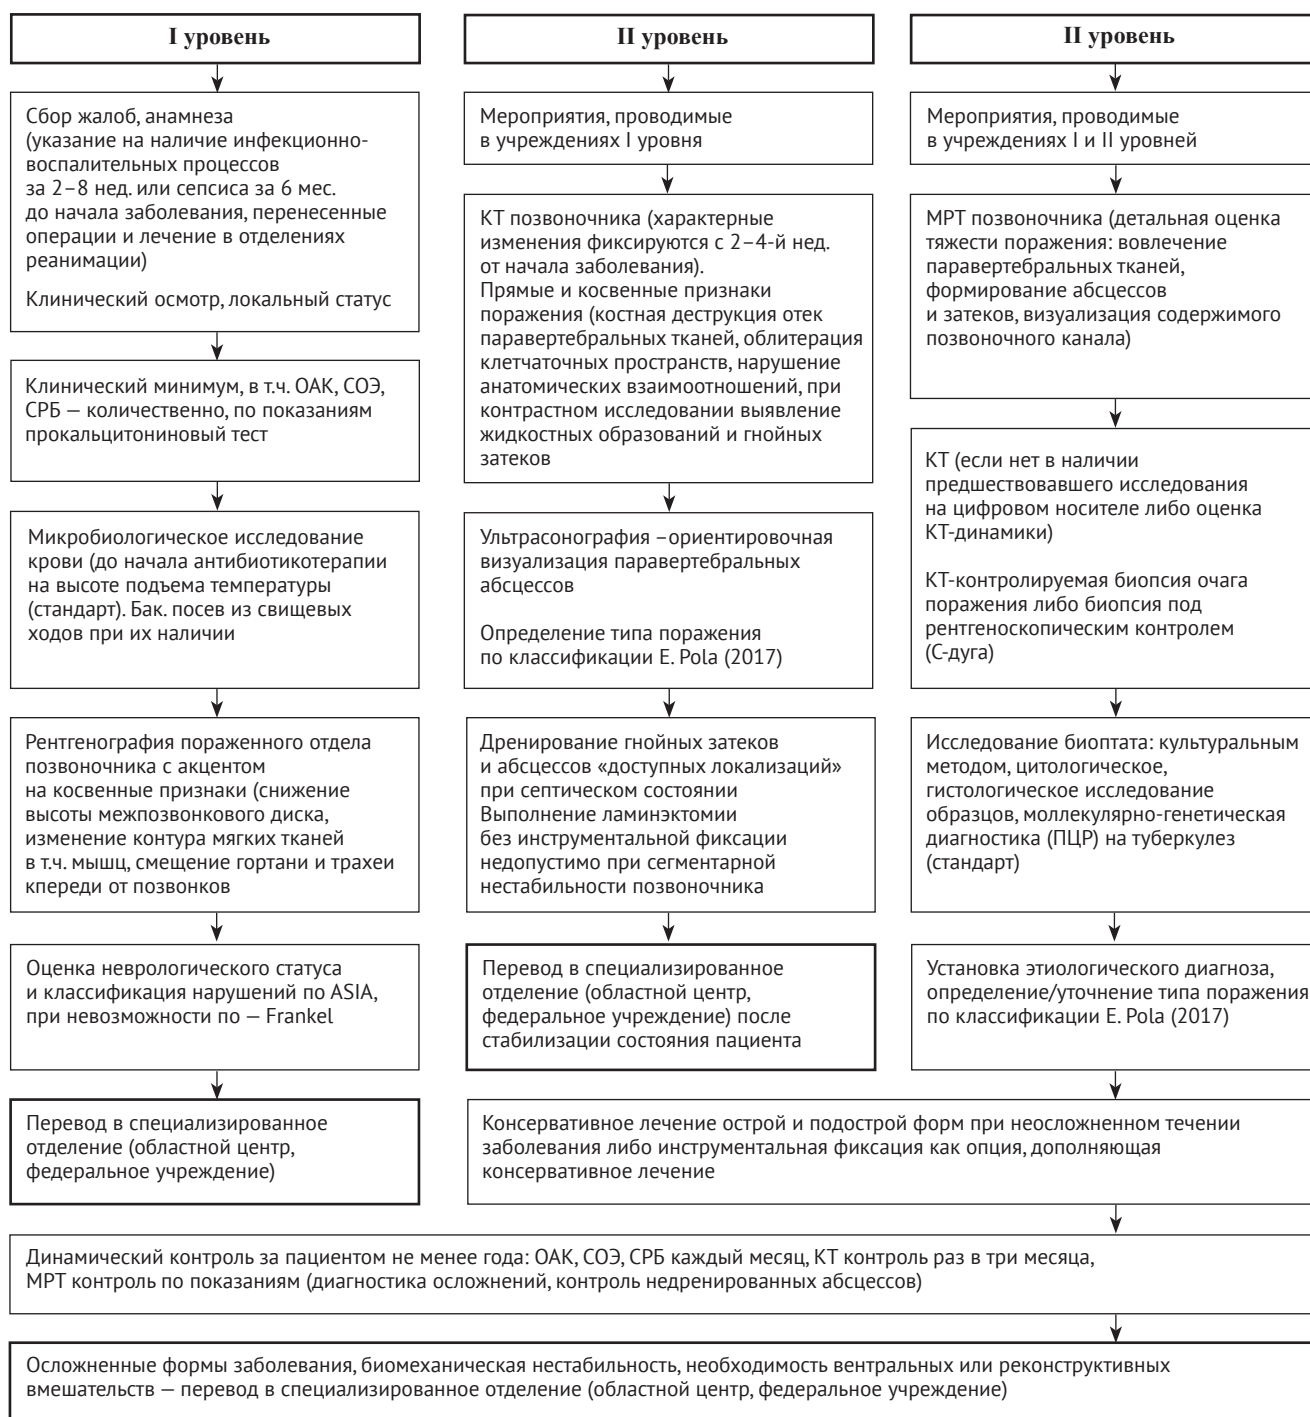 I уровень
Сбор жалоб, анамнеза
(указание на наличие инфекционно-
воспалительных процессов
за 2–8 нед. или сепсиса за 6 мес.
до начала заболевания, перенесенные
операции и лечение в отделениях
реанимации)
Клинический осмотр, локальный статус
Клинический минимум, в т.ч. ОАК, СОЭ,
СРБ — количественно, по показаниям
прокальцитониновый тест
Микробиологическое исследование
крови (до начала антибиотикотерапии
на высоте подъема температуры
(стандарт). Бак. посев из свищевых
ходов при их наличии
Рентгенография пораженного отдела
позвоночника с акцентом
на косвенные признаки (снижение
высоты межпозвонкового диска,
изменение контура мягких тканей
в т.ч. мышц, смещение гортани и трахеи
кпереди от позвонков
Оценка неврологического статуса
и классификация нарушений по ASIA,
при невозможности по — Frankel
Перевод в специализированное
отделение (областной центр,
федеральное учреждение)
II уровень
Мероприятия, проводимые
в учреждениях I уровня
КТ позвоночника (характерные
изменения фиксируются с 2–4-й нед.
от начала заболевания).
Прямые и косвенные признаки
поражения (костная деструкция отек
паравертебральных тканей, облитерация
клетчаточных пространств, нарушение
анатомических взаимоотношений, при
контрастном исследовании выявление
жидкостных образований и гнойных
затеков
Ультрасонография –ориентировочная
визуализация паравертебральных
абсцессов
Определение типа поражения
по классификации E. Pola (2017)
Дренирование гнойных затеков
и абсцессов «доступных локализаций»
при септическом состоянии
Выполнение ламинэктомии
без инструментальной фиксации
недопустимо при сегментарной
нестабильности позвоночника
Перевод в специализированное
отделение (областной центр,
федеральное учреждение) после
стабилизации состояния пациента
II уровень
Мероприятия, проводимые
в учреждениях I и II уровней
МРТ позвоночника (детальная оценка
тяжести поражения: вовлечение
паравертебральных тканей,
формирование абсцессов
и затеков, визуализация содержимого
позвоночного канала)
КТ (если нет в наличии
предшествовавшего исследования
на цифровом носителе либо оценка
КТ-динамики)
КТ-контролируемая биопсия очага
поражения либо биопсия под
рентгеноскопическим контролем
(С-дуга)
Исследование биоптата: культуральным
методом, цитологическое,
гистологическое исследование
образцов, моллекулярно-генетическая
диагностика (ПЦР) на туберкулез
(стандарт)
Установка этиологического диагноза,
определение/уточнение типа поражения
по классификации E. Pola (2017)
Консервативное лечение острой и подострой форм при неосложненном течении
заболевания либо инструментальная фиксация как опция, дополняющая
консервативное лечение
Динамический контроль за пациентом не менее года: ОАК, СОЭ, СРБ каждый месяц, КТ контроль раз в три месяца,
МРТ контроль по показаниям (диагностика осложнений, контроль недренированных абсцессов)
Осложненные формы заболевания, биомеханическая нестабильность, необходимость вентральных или реконструктивных
вмешательств — перевод в специализированное отделение (областной центр, федеральное учреждение)